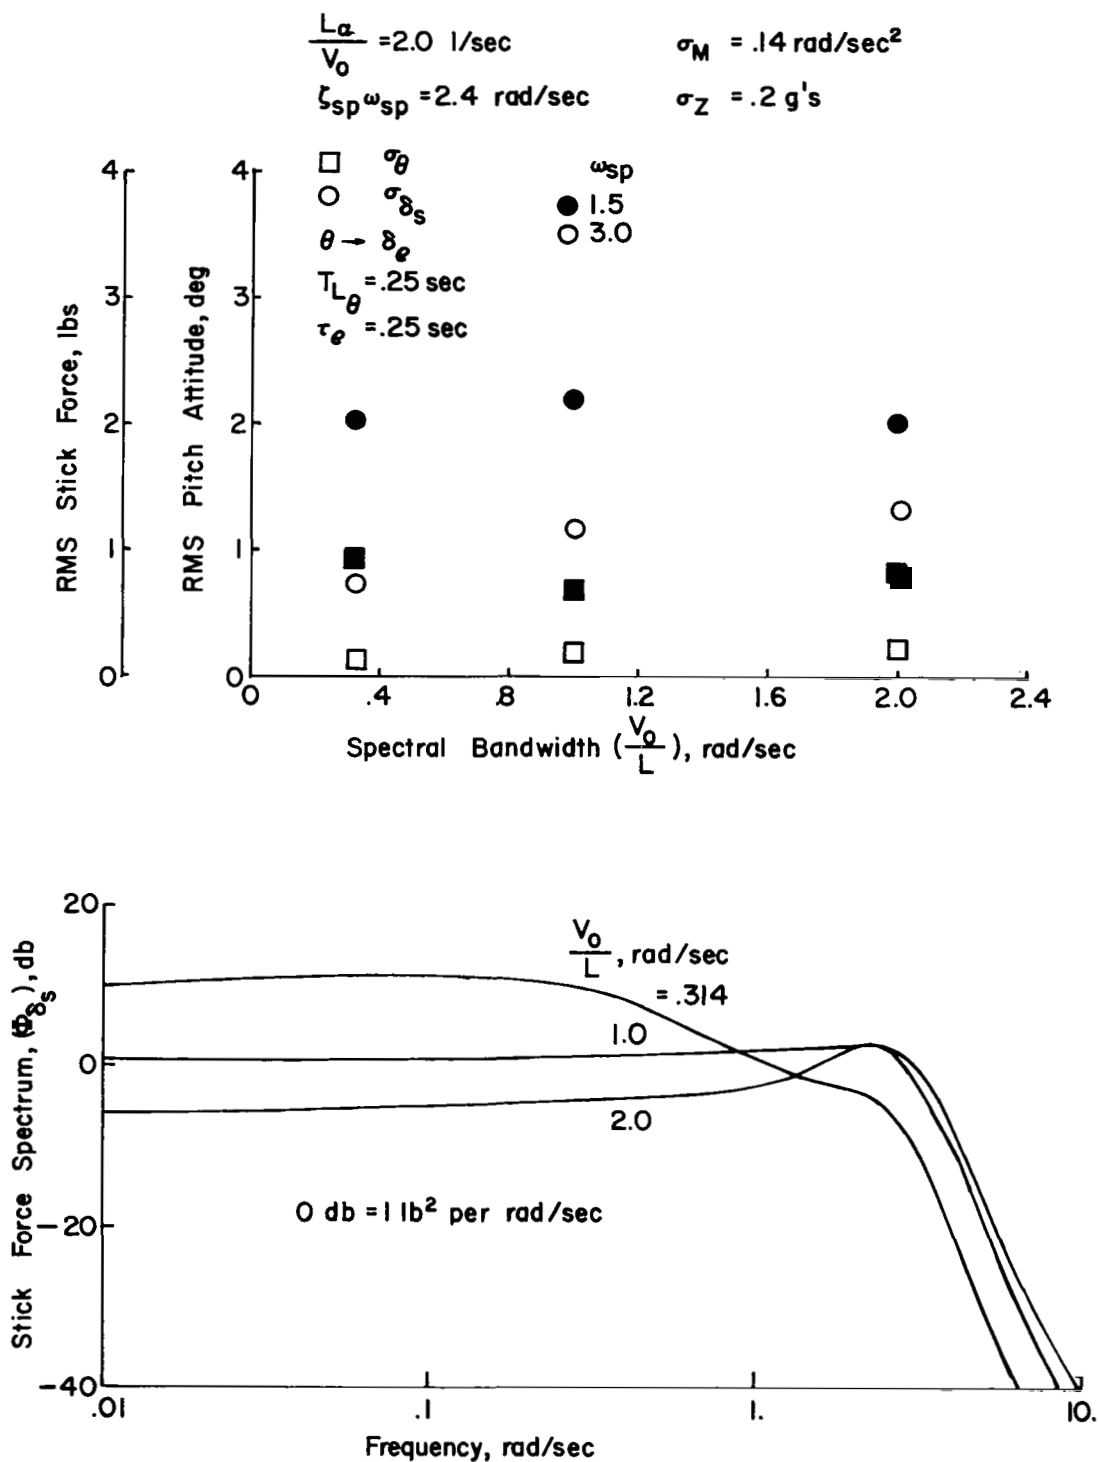 Lα/V₀ =2.0 1/sec
σM = .14 rad/sec²
ζsp ωsp =2.4 rad/sec
σZ = .2 g's
□ σθ
○ σδs
θ → δe
TLθ =.25 sec
τe =.25 sec
ωsp
● 1.5
○ 3.0
RMS Stick Force, lbs
4
3
2
1
0
RMS Pitch Attitude, deg
4
3
2
1
0
0 .4 .8 1.2 1.6 2.0 2.4
Spectral Bandwidth (V₀/L), rad/sec
Stick Force Spectrum, (Φδs), db
20
0
−20
−40
V₀/L, rad/sec
= .314
1.0
2.0
0 db =1 lb² per rad/sec
.01 .1 1. 10.
Frequency, rad/sec